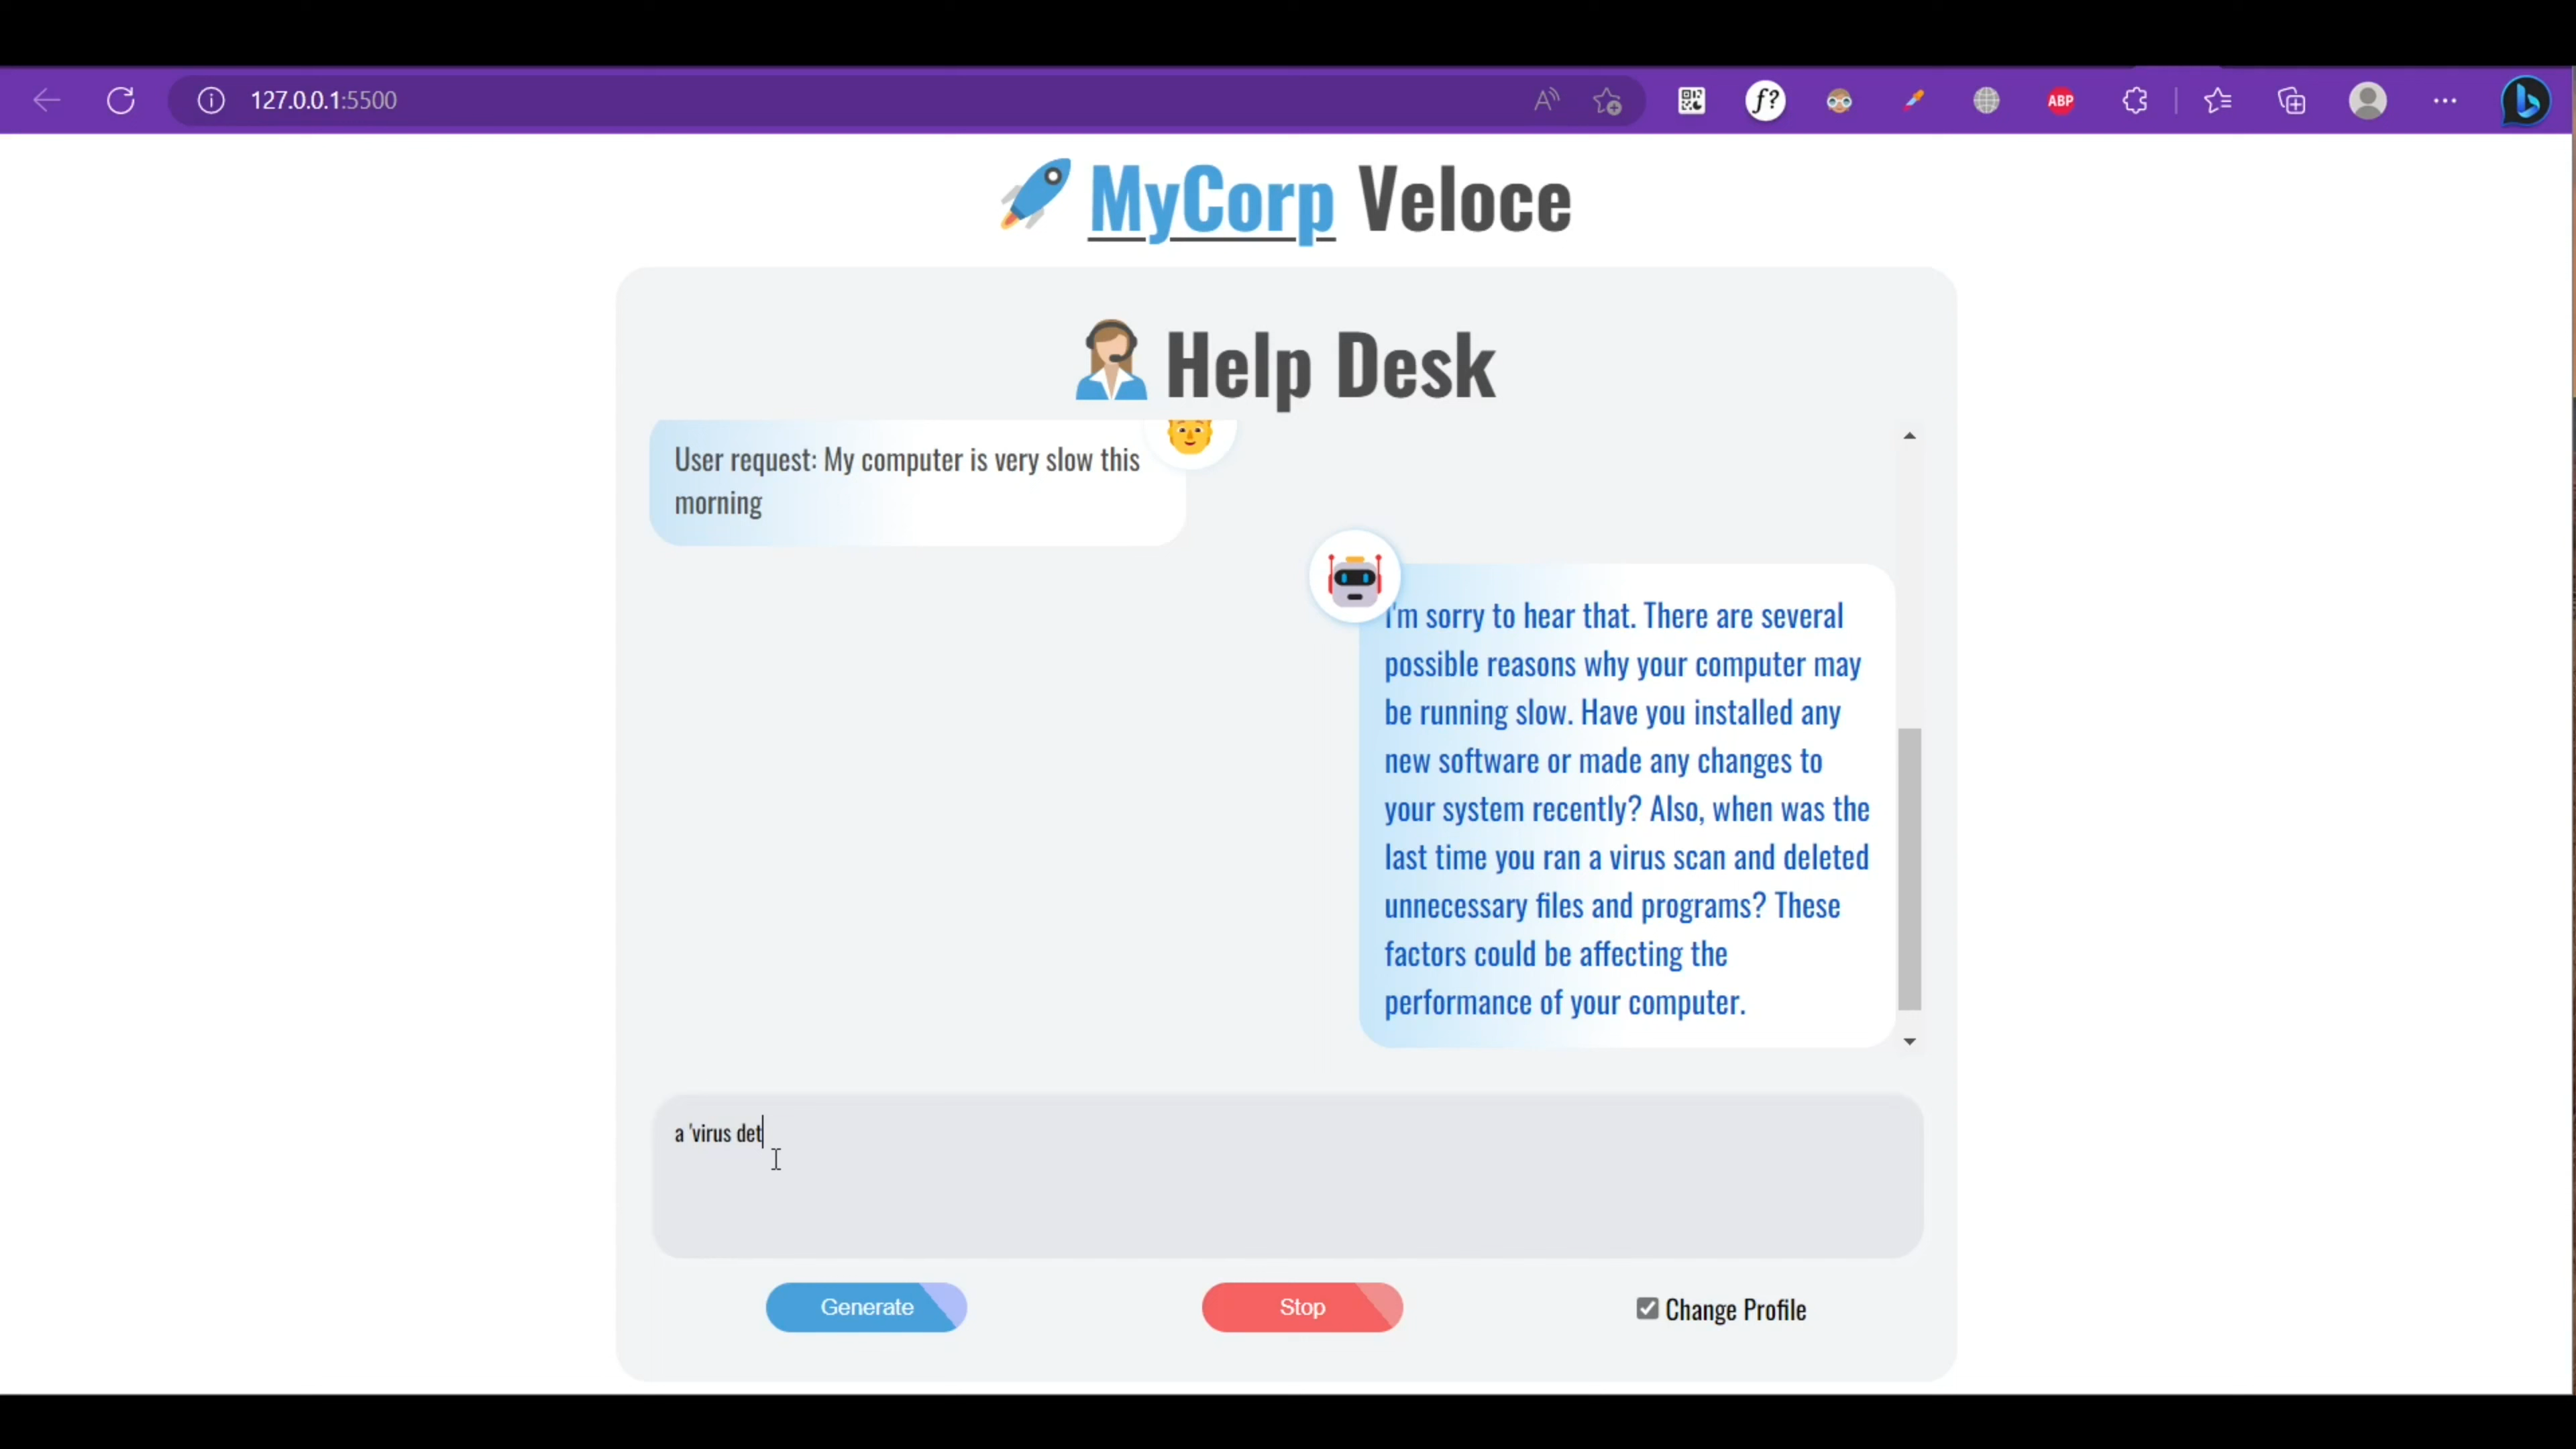 127.0.0.1:5500
ABP
MyCorp Veloce
Help Desk
User request: My computer is very slow this
morning
I'm sorry to hear that. There are several
possible reasons why your computer may
be running slow. Have you installed any
new software or made any changes to
your system recently? Also, when was the
last time you ran a virus scan and deleted
unnecessary files and programs? These
factors could be affecting the
performance of your computer.
a 'virus det
Generate
Stop
Change Profile